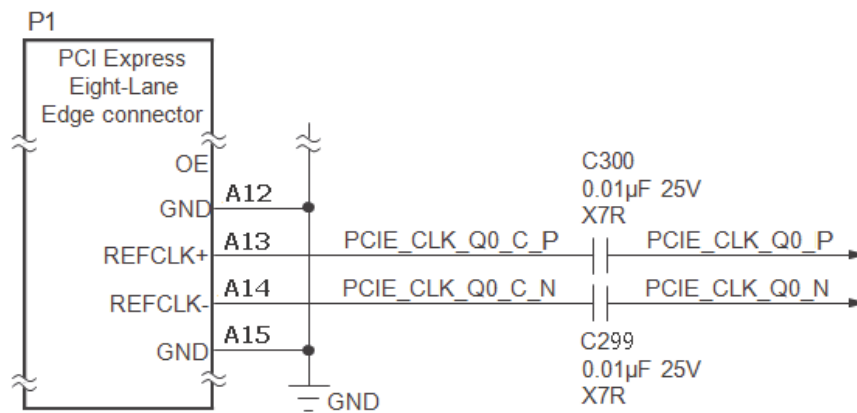 P1
PCI Express
Eight-Lane
Edge connector
OE
GND A12
REFCLK+ A13 PCIE_CLK_Q0_C_P PCIE_CLK_Q0_P
REFCLK- A14 PCIE_CLK_Q0_C_N PCIE_CLK_Q0_N
GND A15
GND
C300
0.01µF 25V
X7R
C299
0.01µF 25V
X7R